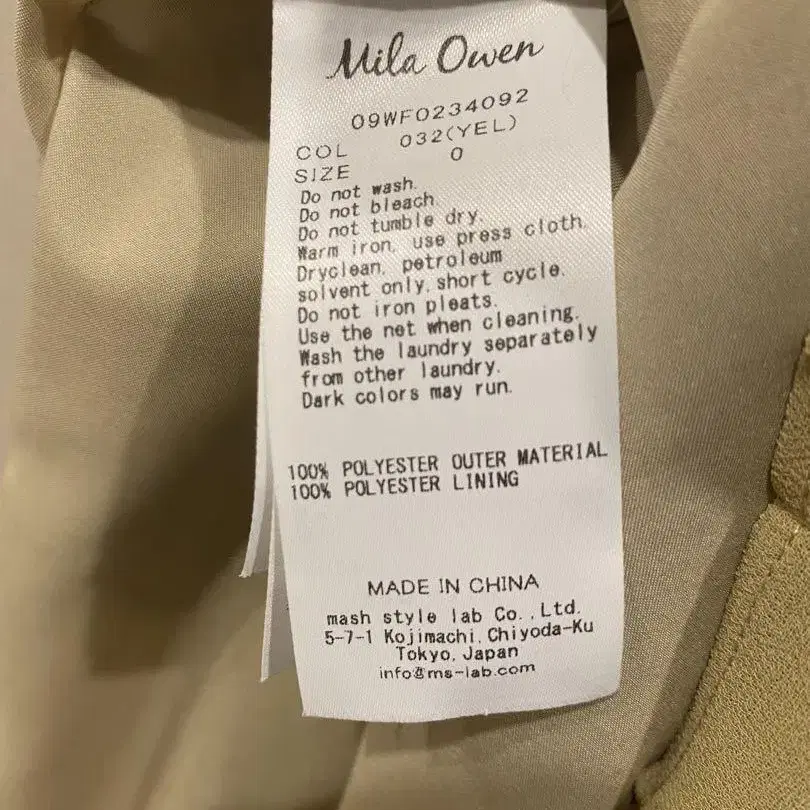 Mila Owen
09WF0234092
COL 032(YEL)
SIZE 0
Do not wash.
Do not bleach.
Do not tumble dry.
Warm iron, use press cloth.
Dryclean, petroleum
solvent only, short cycle.
Do not iron pleats.
Use the net when cleaning.
Wash the laundry separately
from other laundry.
Dark colors may run.
100% POLYESTER OUTER MATERIAL
100% POLYESTER LINING
MADE IN CHINA
mash style lab Co.,Ltd.
5-7-1 Kojimachi, Chiyoda-Ku
Tokyo, Japan
info@ms-lab.com